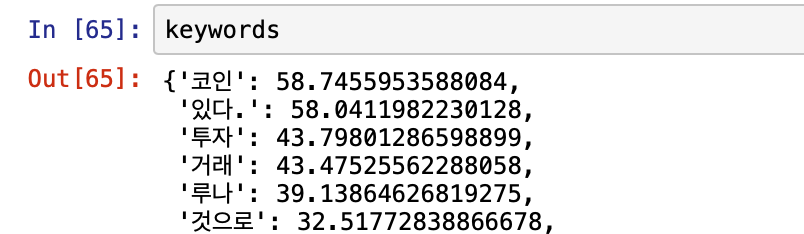 In [65]: keywords
Out[65]: {'코인': 58.7455953588084,
'있다.': 58.0411982230128,
'투자': 43.79801286598899,
'거래': 43.47525562288058,
'루나': 39.13864626819275,
'것으로': 32.51772838866678,